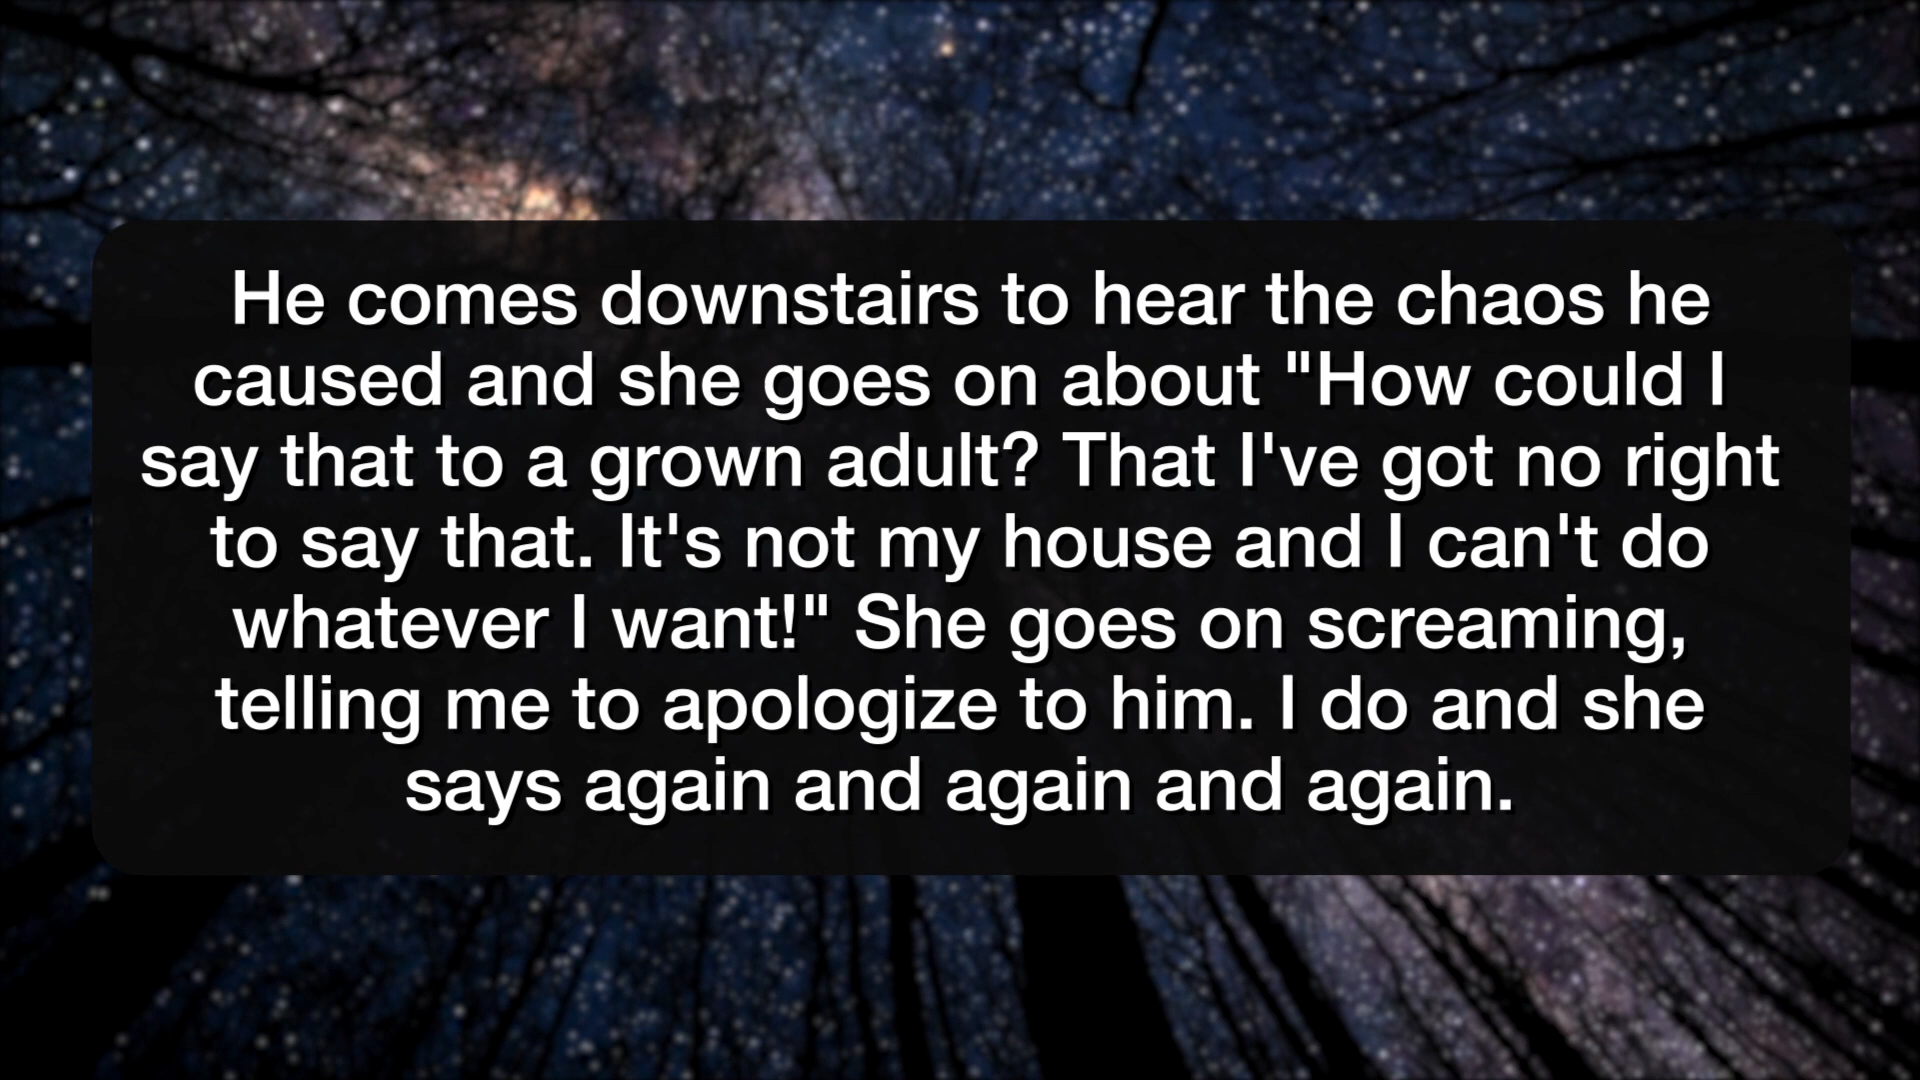 He comes downstairs to hear the chaos he
caused and she goes on about "How could I
say that to a grown adult? That I've got no right
to say that. It's not my house and I can't do
whatever I want!" She goes on screaming,
telling me to apologize to him. I do and she
says again and again and again.